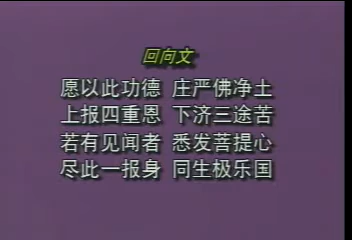 回向文
愿以此功德 庄严佛净土
上报四重恩 下济三途苦
若有见闻者 悉发菩提心
尽此一报身 同生极乐国